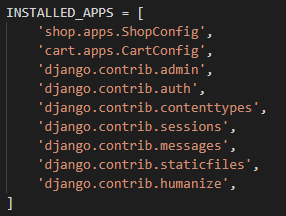 INSTALLED_APPS = [
    'shop.apps.ShopConfig',
    'cart.apps.CartConfig',
    'django.contrib.admin',
    'django.contrib.auth',
    'django.contrib.contenttypes',
    'django.contrib.sessions',
    'django.contrib.messages',
    'django.contrib.staticfiles',
    'django.contrib.humanize',
]